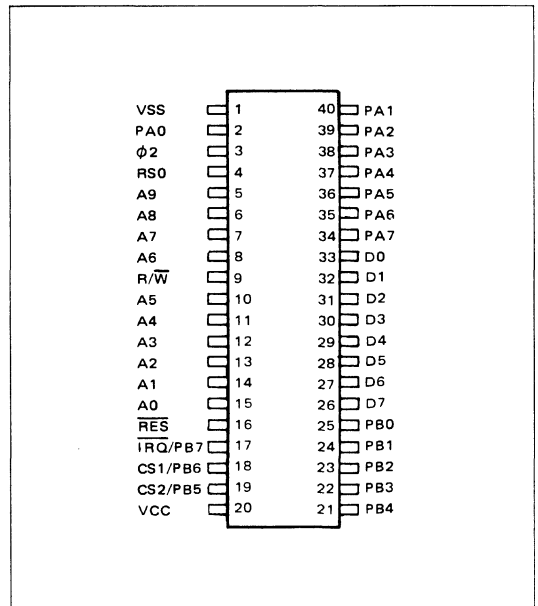 VSS 1 40 PA1
PA0 2 39 PA2
ϕ2 3 38 PA3
RS0 4 37 PA4
A9 5 36 PA5
A8 6 35 PA6
A7 7 34 PA7
A6 8 33 D0
R/W̅ 9 32 D1
A5 10 31 D2
A4 11 30 D3
A3 12 29 D4
A2 13 28 D5
A1 14 27 D6
A0 15 26 D7
R̅E̅S̅ 16 25 PB0
I̅R̅Q̅/PB7 17 24 PB1
CS1/PB6 18 23 PB2
CS2/PB5 19 22 PB3
VCC 20 21 PB4